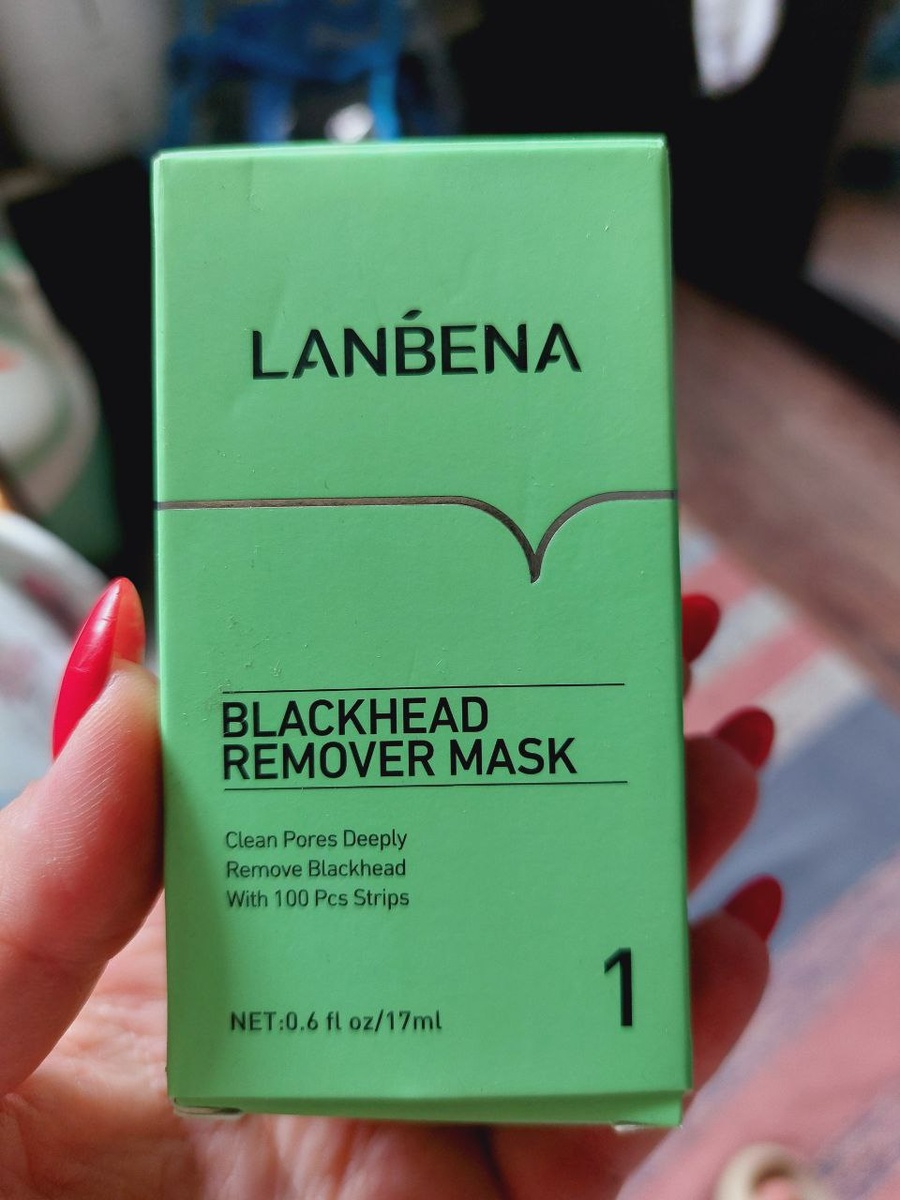 LANBENA
BLACKHEAD
REMOVER MASK
Clean Pores Deeply
Remove Blackhead
With 100 Pcs Strips
NET:0.6 fl oz/17ml
1